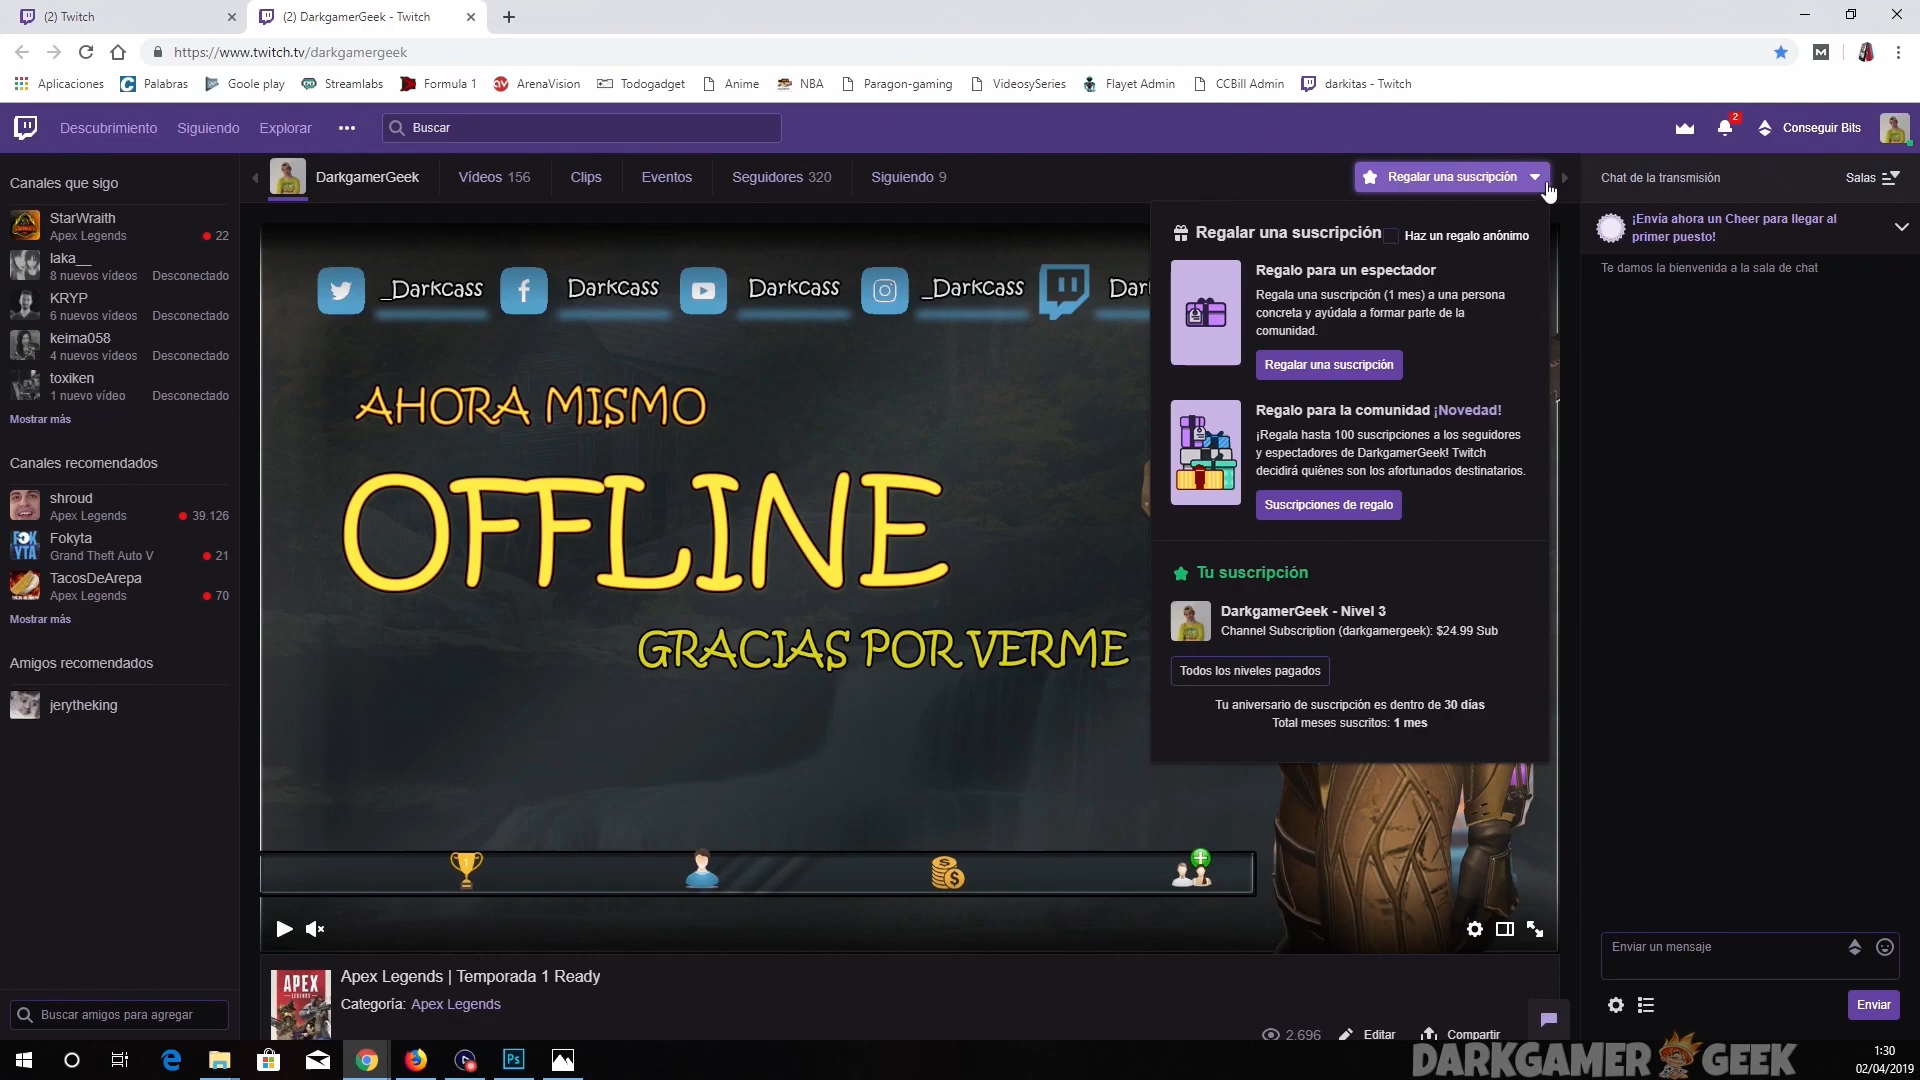 (2) Twitch
(2) DarkgamerGeek - Twitch
https://www.twitch.tv/darkgamergeek
M
Aplicaciones
Palabras
Goole play
Streamlabs
Formula 1
ArenaVision
Todogadget
Anime
NBA
Paragon-gaming
VideosySeries
Flayet Admin
CCBill Admin
darkitas - Twitch
Descubrimiento
Siguiendo
Explorar
Buscar
2
Conseguir Bits
Canales que sigo
StarWraith
Apex Legends
22
laka__
8 nuevos vídeos
Desconectado
KRYP
6 nuevos vídeos
Desconectado
keima058
4 nuevos vídeos
Desconectado
toxiken
1 nuevo vídeo
Desconectado
Mostrar más
Canales recomendados
shroud
Apex Legends
39.126
Fokyta
Grand Theft Auto V
21
TacosDeArepa
Apex Legends
70
Mostrar más
Amigos recomendados
jerytheking
Buscar amigos para agregar
DarkgamerGeek
Vídeos 156
Clips
Eventos
Seguidores 320
Siguiendo 9
Regalar una suscripción
_Darkcass
Darkcass
Darkcass
_Darkcass
Dar
AHORA MISMO
OFFLINE
GRACIAS POR VERME
Regalar una suscripción
Haz un regalo anónimo
Regalo para un espectador
Regala una suscripción (1 mes) a una persona
concreta y ayúdala a formar parte de la
comunidad.
Regalar una suscripción
Regalo para la comunidad ¡Novedad!
¡Regala hasta 100 suscripciones a los seguidores
y espectadores de DarkgamerGeek! Twitch
decidirá quiénes son los afortunados destinatarios.
Suscripciones de regalo
Tu suscripción
DarkgamerGeek - Nivel 3
Channel Subscription (darkgamergeek): $24.99 Sub
Todos los niveles pagados
Tu aniversario de suscripción es dentro de 30 días
Total meses suscritos: 1 mes
APEX
LEGENDS
Apex Legends | Temporada 1 Ready
Categoría: Apex Legends
2.696
Editar
Compartir
Chat de la transmisión
Salas
¡Envía ahora un Cheer para llegar al
primer puesto!
Te damos la bienvenida a la sala de chat
Enviar un mensaje
Enviar
Ps
DARKGAMER GEEK
1:30
02/04/2019